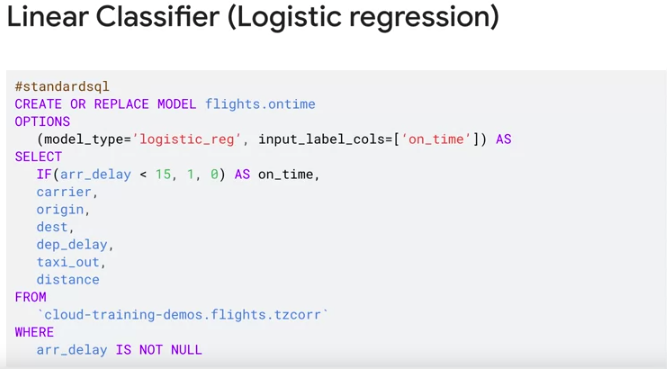 Linear Classifier (Logistic regression)
#standardsql
CREATE OR REPLACE MODEL flights.ontime
OPTIONS
(model_type='logistic_reg', input_label_cols=['on_time']) AS
SELECT
IF(arr_delay < 15, 1, 0) AS on_time,
carrier,
origin,
dest,
dep_delay,
taxi_out,
distance
FROM
`cloud-training-demos.flights.tzcorr`
WHERE
arr_delay IS NOT NULL